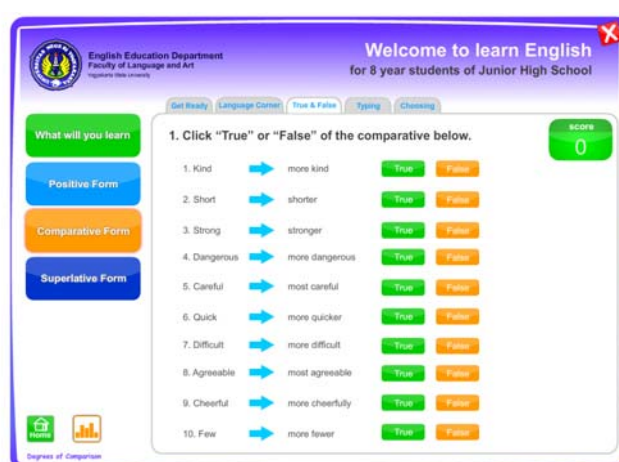 English Education Department
Faculty of Language and Art
Yogyakarta State University
Welcome to learn English
for 8 year students of Junior High School
Get Ready Language Corner True & False Typing Choosing
What will you learn
Positive Form
Comparative Form
Superlative Form
1. Click “True” or “False” of the comparative below.
score
0
1. Kind more kind True False
2. Short shorter True False
3. Strong stronger True False
4. Dangerous more dangerous True False
5. Careful most careful True False
6. Quick more quicker True False
7. Difficult more difficult True False
8. Agreeable most agreeable True False
9. Cheerful more cheerfully True False
10. Few more fewer True False
Home
Degrees of Comparison